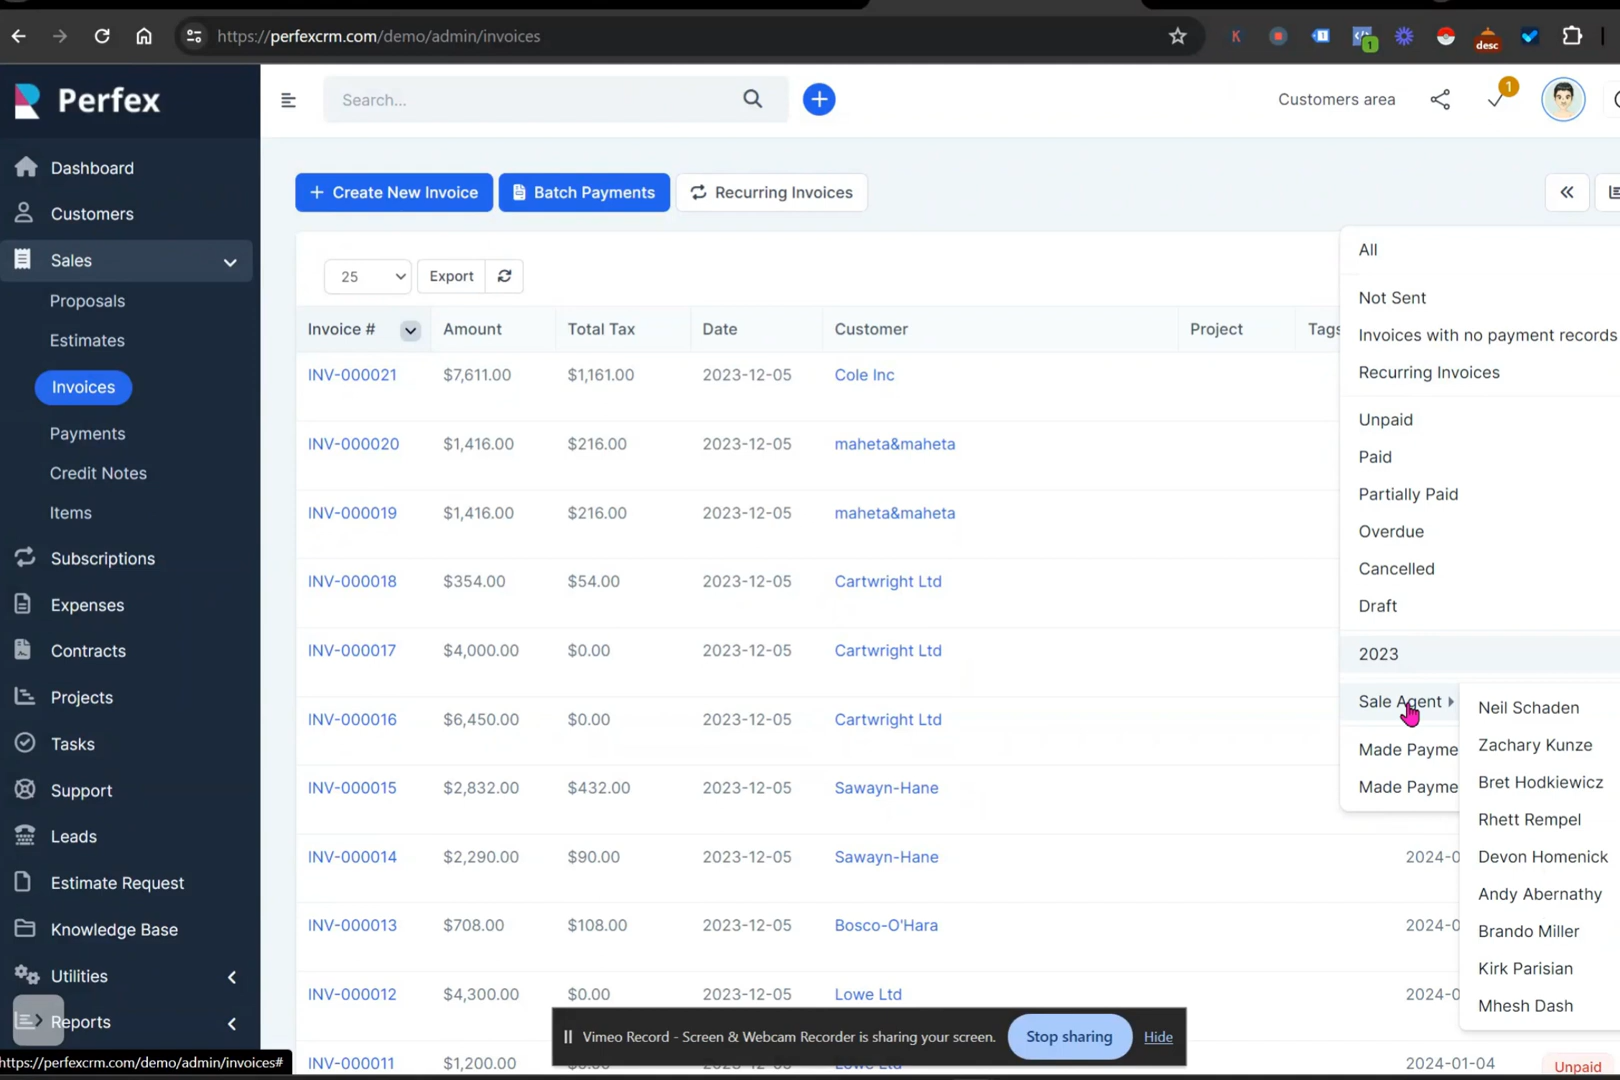 https://perfexcrm.com/demo/admin/invoices
K
1
1
desc
Perfex
Search...
Customers area
1
Dashboard
Customers
Sales
Proposals
Estimates
Invoices
Payments
Credit Notes
Items
Subscriptions
Expenses
Contracts
Projects
Tasks
Support
Leads
Estimate Request
Knowledge Base
Utilities
Reports
https://perfexcrm.com/demo/admin/invoices#
Create New Invoice
Batch Payments
Recurring Invoices
25
Export
Invoice # Amount Total Tax Date Customer Project Tags
INV-000021 $7,611.00 $1,161.00 2023-12-05 Cole Inc
INV-000020 $1,416.00 $216.00 2023-12-05 maheta&maheta
INV-000019 $1,416.00 $216.00 2023-12-05 maheta&maheta
INV-000018 $354.00 $54.00 2023-12-05 Cartwright Ltd
INV-000017 $4,000.00 $0.00 2023-12-05 Cartwright Ltd
INV-000016 $6,450.00 $0.00 2023-12-05 Cartwright Ltd
INV-000015 $2,832.00 $432.00 2023-12-05 Sawayn-Hane
INV-000014 $2,290.00 $90.00 2023-12-05 Sawayn-Hane 2024-0
INV-000013 $708.00 $108.00 2023-12-05 Bosco-O'Hara 2024-0
INV-000012 $4,300.00 $0.00 2023-12-05 Lowe Ltd 2024-0
INV-000011 $1,200.00 2024-01-04 Unpaid
All
Not Sent
Invoices with no payment records
Recurring Invoices
Unpaid
Paid
Partially Paid
Overdue
Cancelled
Draft
2023
Sale Agent
Made Payme
Made Payme
Neil Schaden
Zachary Kunze
Bret Hodkiewicz
Rhett Rempel
Devon Homenick
Andy Abernathy
Brando Miller
Kirk Parisian
Mhesh Dash
Vimeo Record - Screen & Webcam Recorder is sharing your screen. Stop sharing Hide